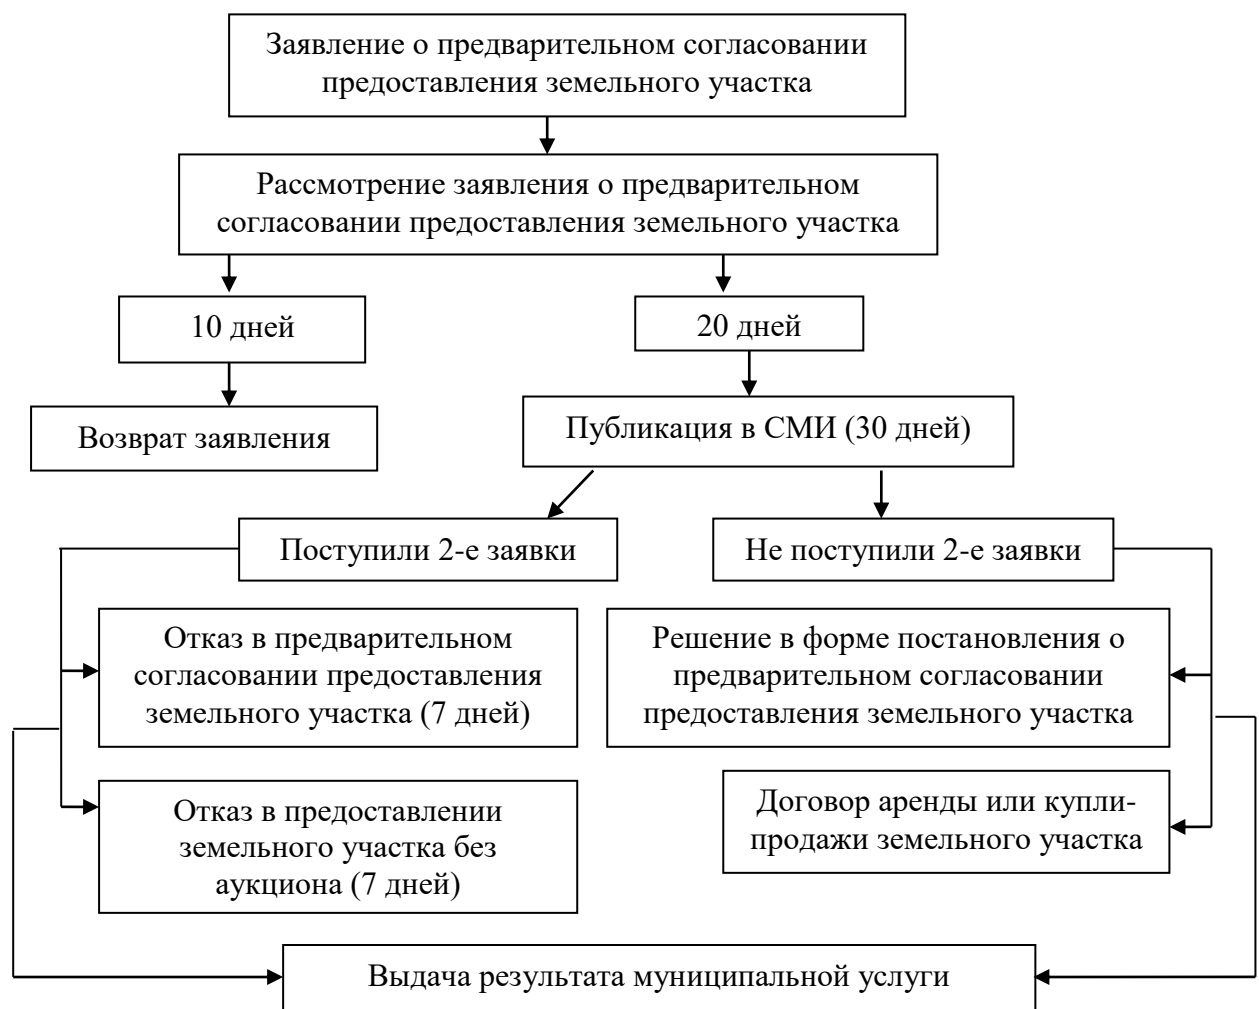 Заявление о предварительном согласовании
предоставления земельного участка
Рассмотрение заявления о предварительном
согласовании предоставления земельного участка
10 дней
20 дней
Возврат заявления
Публикация в СМИ (30 дней)
Поступили 2-е заявки
Не поступили 2-е заявки
Отказ в предварительном
согласовании предоставления
земельного участка (7 дней)
Решение в форме постановления о
предварительном согласовании
предоставления земельного участка
Отказ в предоставлении
земельного участка без
аукциона (7 дней)
Договор аренды или купли-
продажи земельного участка
Выдача результата муниципальной услуги